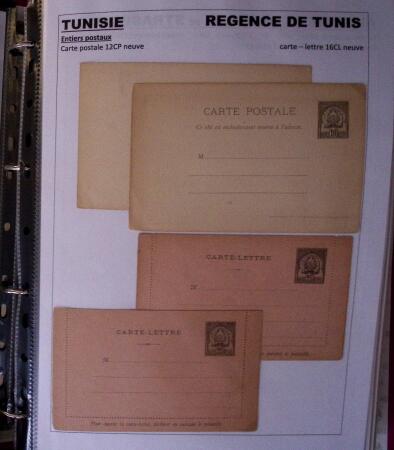 TUNISIE REGENCE DE TUNIS
Entiers postaux
Carte postale 12CP neuve carte – lettre 16CL neuve
CARTE POSTALE
Ce côté est exclusivement réservé à l'adresse.
M
CARTE-LETTRE
M
CARTE-LETTRE
M